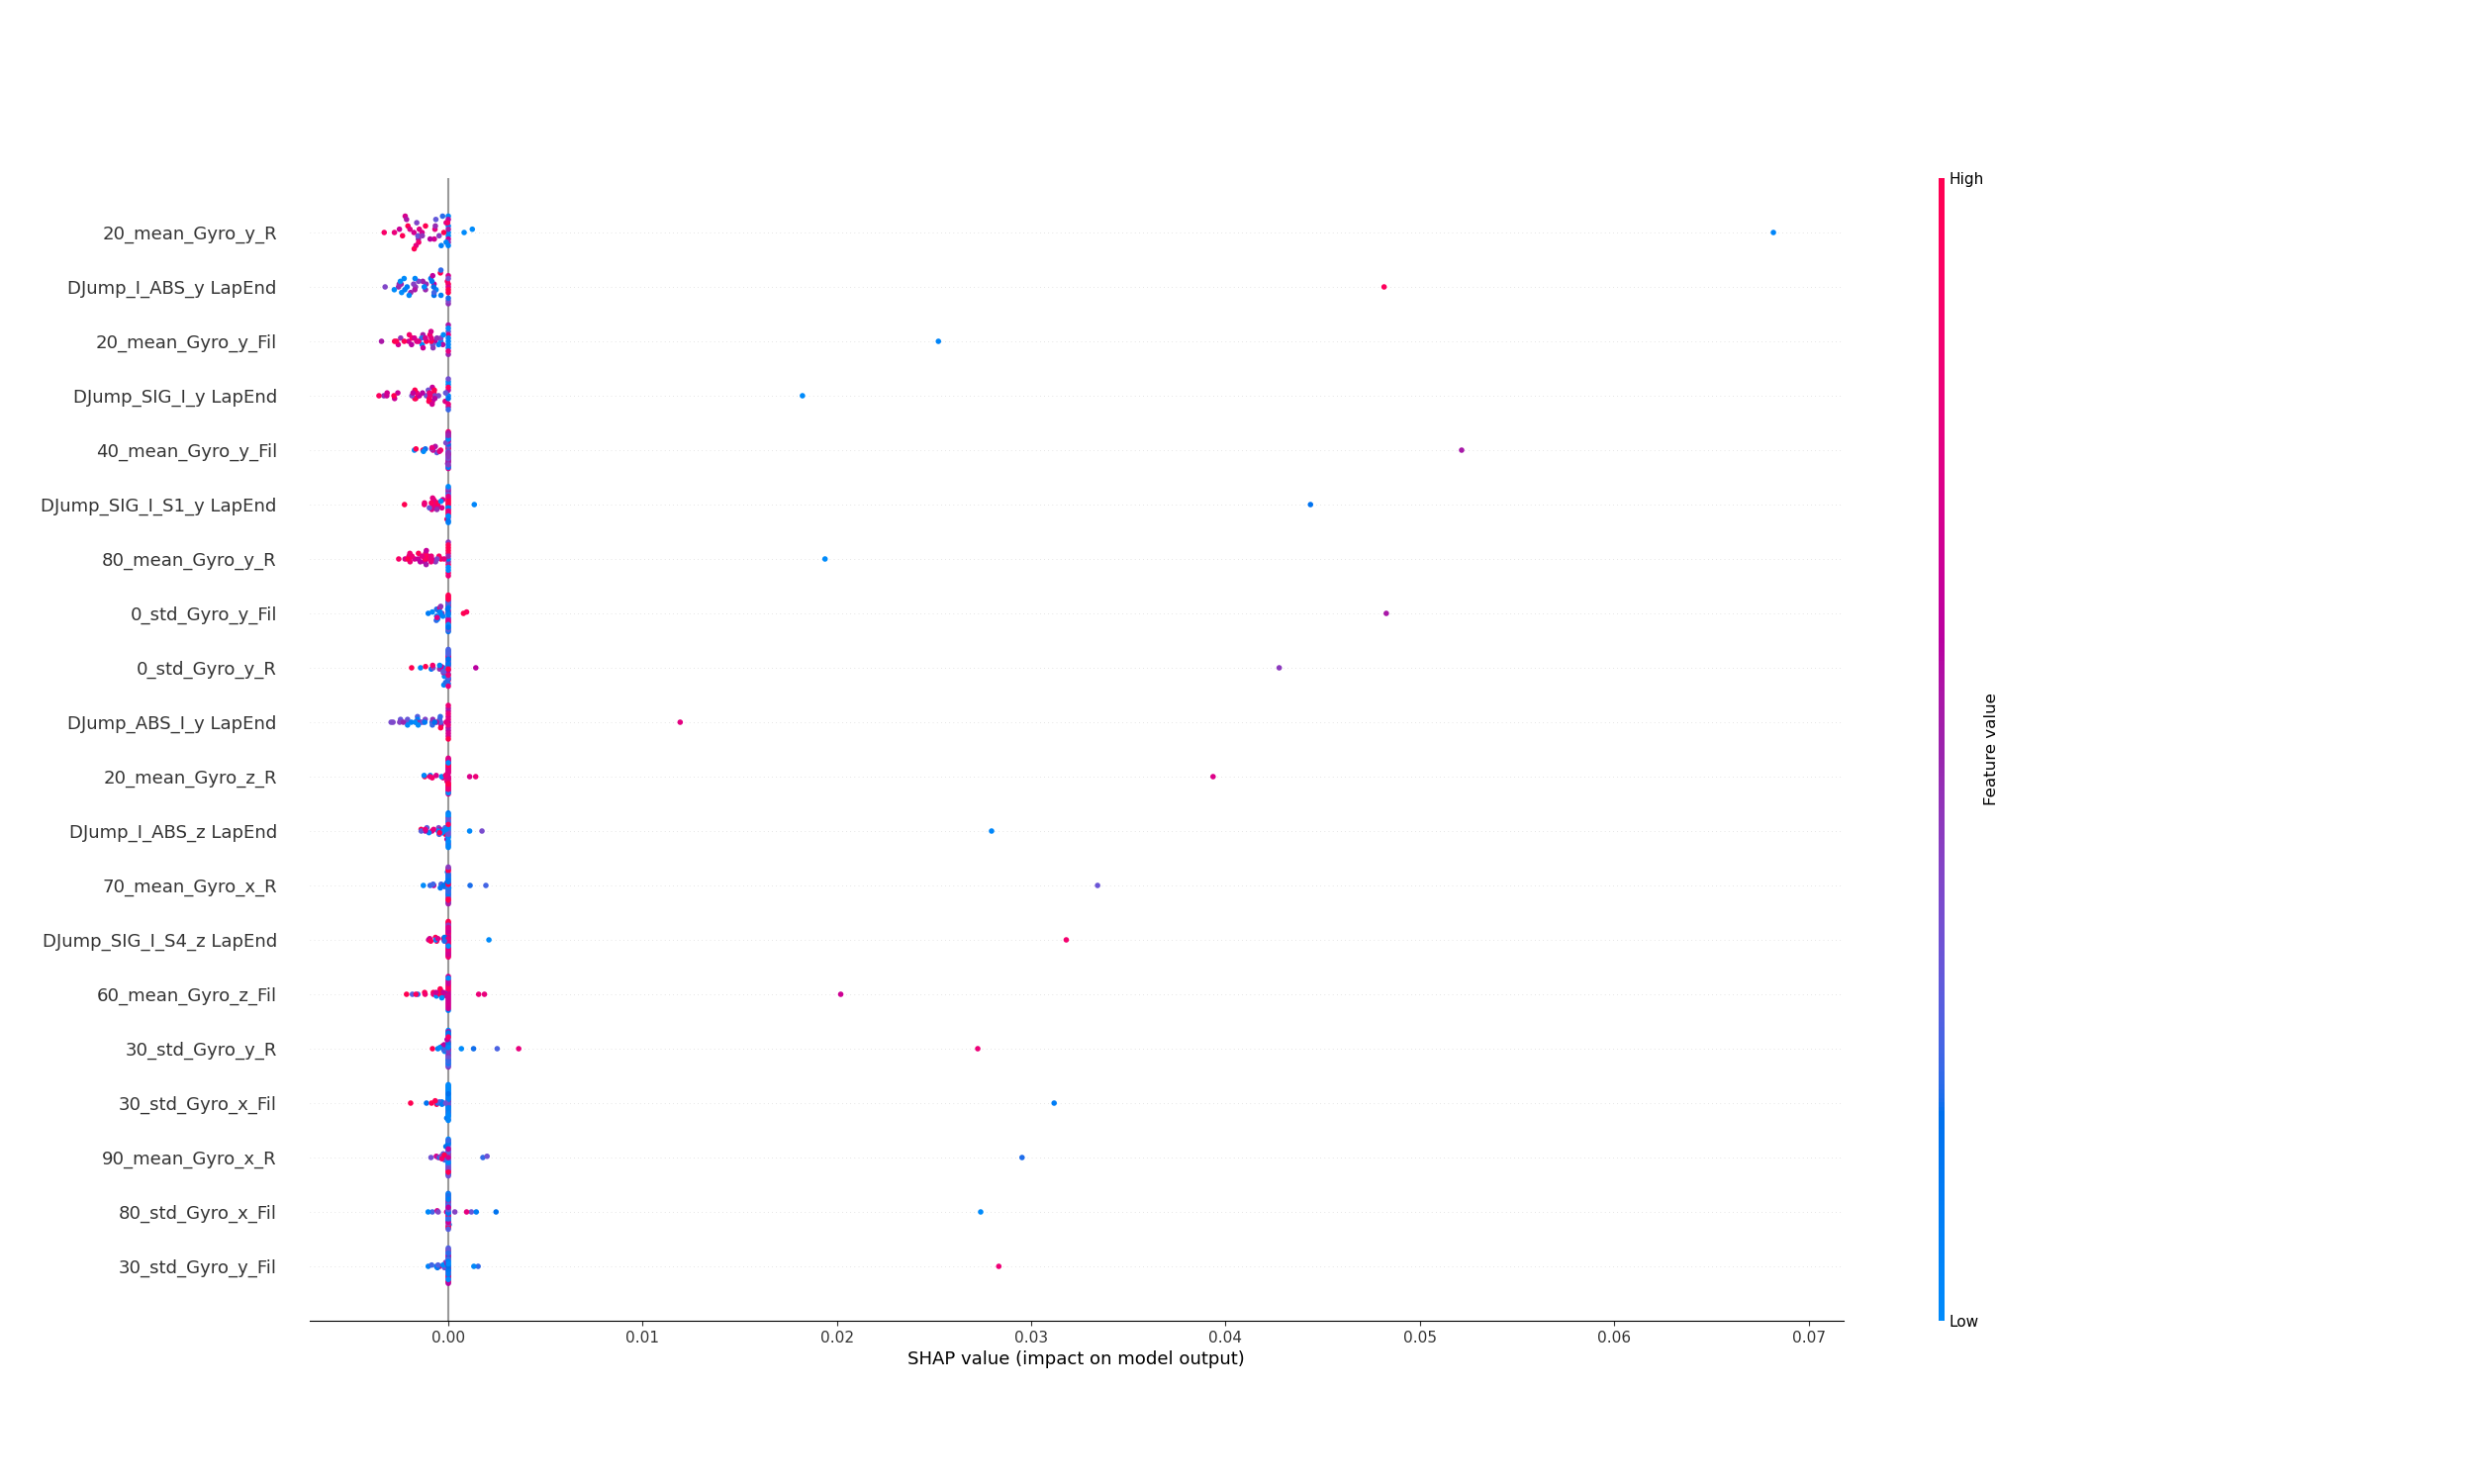 High
20_mean_Gyro_y_R
DJump_I_ABS_y LapEnd
20_mean_Gyro_y_Fil
DJump_SIG_I_y LapEnd
40_mean_Gyro_y_Fil
DJump_SIG_I_S1_y LapEnd
80_mean_Gyro_y_R
0_std_Gyro_y_Fil
0_std_Gyro_y_R
DJump_ABS_I_y LapEnd
20_mean_Gyro_z_R
DJump_I_ABS_z LapEnd
70_mean_Gyro_x_R
DJump_SIG_I_S4_z LapEnd
60_mean_Gyro_z_Fil
30_std_Gyro_y_R
30_std_Gyro_x_Fil
90_mean_Gyro_x_R
80_std_Gyro_x_Fil
30_std_Gyro_y_Fil
Feature value
Low
0.00 0.01 0.02 0.03 0.04 0.05 0.06 0.07
SHAP value (impact on model output)